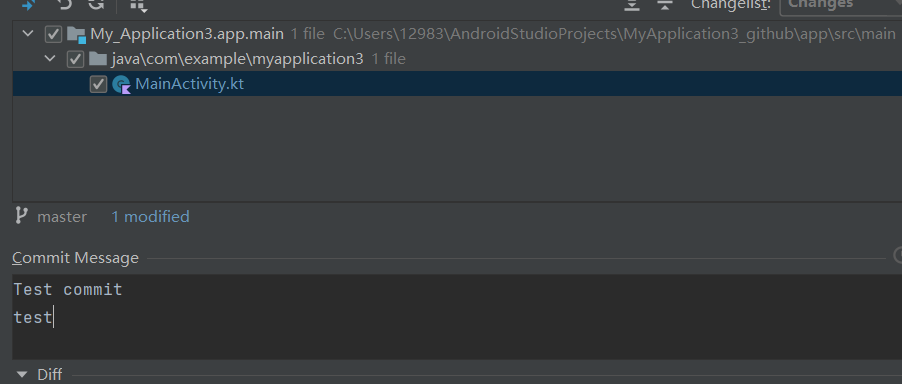 Changelist:
Changes
My_Application3.app.main 1 file C:\Users\12983\AndroidStudioProjects\MyApplication3_github\app\src\main
java\com\example\myapplication3 1 file
MainActivity.kt
master 1 modified
Commit Message
Test commit
test
Diff